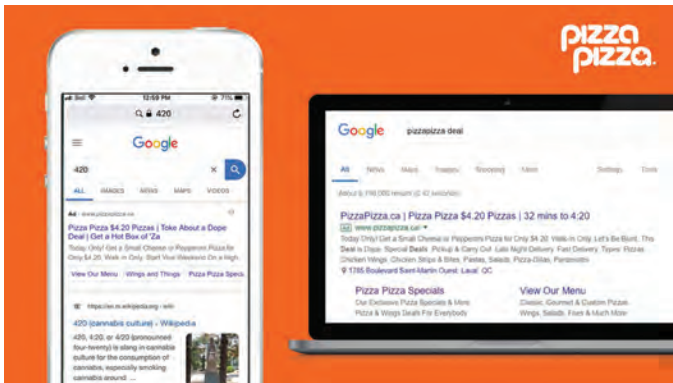 pizza
pizza
12:59 PM
71%
420
Google
420
ALL IMAGES NEWS MAPS VIDEOS
Ad www.pizzapizza.ca
Pizza Pizza $4.20 Pizzas | Toke About a Dope
Deal | Get a Hot Box of 'Za
Today Only! Get a Small Cheese or Pepperoni Pizza for
Only $4.20. Walk in Only. Start Your Weekend On a High.
View Our Menu Wings and Things Pizza Pizza Specia
https://en.m.wikipedia.org › wiki
420 (cannabis culture) - Wikipedia
420, 4:20, or 4/20 (pronounced
four-twenty) is slang in cannabis
culture for the consumption of
cannabis, especially smoking
cannabis around ...
Google pizzapizza deal
All News Maps Images Shopping More Settings Tools
PizzaPizza.ca | Pizza Pizza $4.20 Pizzas | 32 mins to 4:20
Ad www.pizzapizza.ca/
Today Only! Get a Small Cheese or Pepperoni Pizza for Only $4.20. Walk-in Only. Let's Be Blunt, This
Deal is Dope. Special Deals. Pickup & Carry Out. Late Night Delivery. Fast Delivery. Types: Pizzas,
Chicken Wings, Chicken Strips & Bites, Pastas, Salads, Pizza-Dillas, Panzerottis
1785 Boulevard Saint-Martin Ouest, Laval, QC
Pizza Pizza Specials View Our Menu
Our Exclusive Pizza Specials & More. Classic, Gourmet & Custom Pizzas.
Pizza & Wings Deals For Everybody Wings, Salads, Fries & Much More